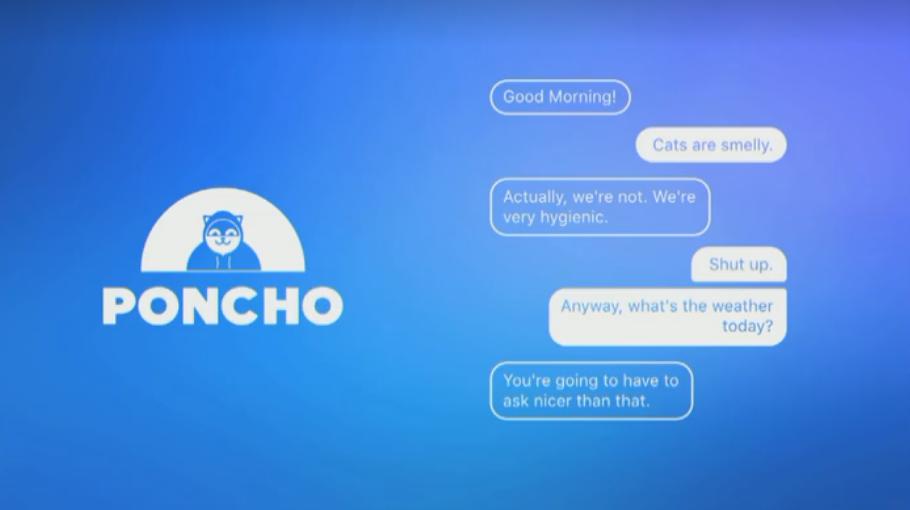 PONCHO
Good Morning!
Cats are smelly.
Actually, we're not. We're
very hygienic.
Shut up.
Anyway, what's the weather
today?
You're going to have to
ask nicer than that.